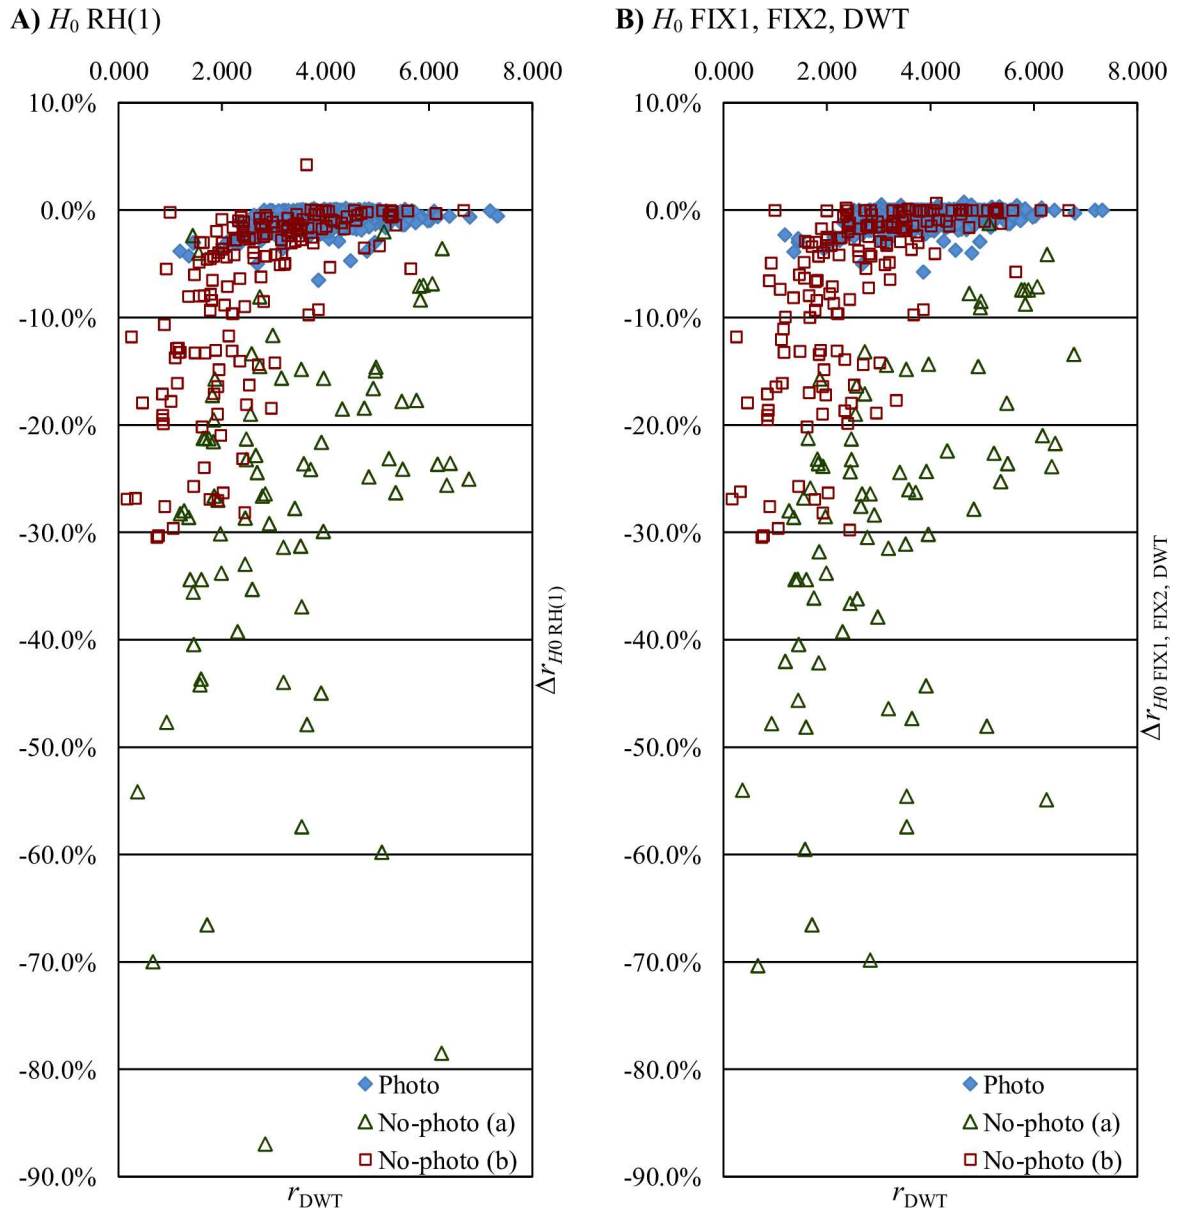 A) H₀ RH(1)
0.000 2.000 4.000 6.000 8.000
10.0%
0.0%
-10.0%
-20.0%
-30.0%
-40.0%
-50.0%
-60.0%
-70.0%
-80.0%
-90.0%
Photo
No-photo (a)
No-photo (b)
r_DWT
Δr_H0 RH(1)
B) H₀ FIX1, FIX2, DWT
0.000 2.000 4.000 6.000 8.000
10.0%
0.0%
-10.0%
-20.0%
-30.0%
-40.0%
-50.0%
-60.0%
-70.0%
-80.0%
-90.0%
Photo
No-photo (a)
No-photo (b)
r_DWT
Δr_H0 FIX1, FIX2, DWT